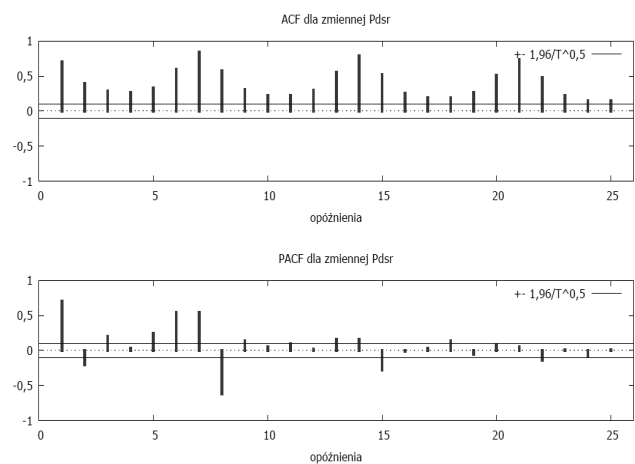 ACF dla zmiennej Pdsr
1
+- 1,96/T^0,5
0,5
0
-0,5
-1
0 5 10 15 20 25
opóźnienia
PACF dla zmiennej Pdsr
1
+- 1,96/T^0,5
0,5
0
-0,5
-1
0 5 10 15 20 25
opóźnienia